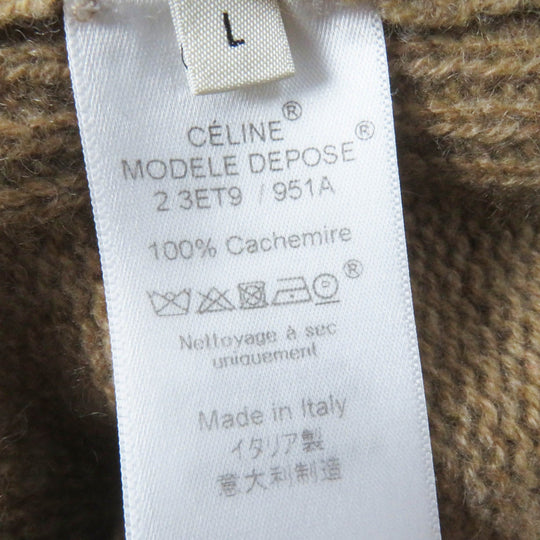 L
CÉLINE®
MODELE DEPOSE®
2 3ET9 / 951A
100% Cachemire
®
Nettoyage à sec
uniquement
Made in Italy
イタリア製
意大利制造